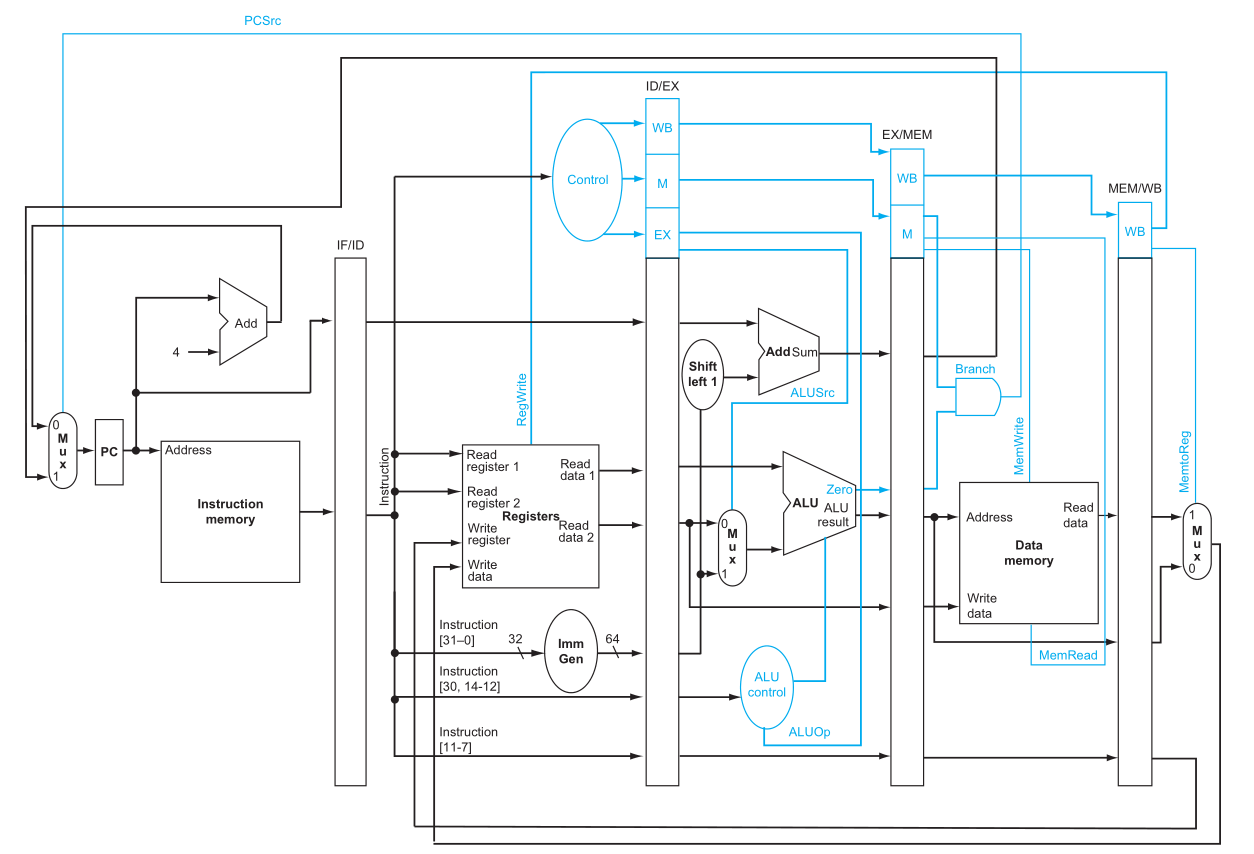 PCSrc
ID/EX
WB
Control
M
EX
EX/MEM
WB
M
MEM/WB
WB
IF/ID
Add
4
Add Sum
Shift
left 1
ALUSrc
Branch
RegWrite
MemWrite
MemtoReg
0
M
u
x
1
PC
Address
Instruction
memory
Instruction
Read
register 1
Read
data 1
Read
register 2
Registers
Write
register
Read
data 2
Write
data
Zero
ALU
ALU
result
0
M
u
x
1
Address
Read
data
Data
memory
Write
data
MemRead
1
M
u
x
0
Instruction
[31–0]
32
Imm
Gen
64
Instruction
[30, 14-12]
ALU
control
Instruction
[11-7]
ALUOp